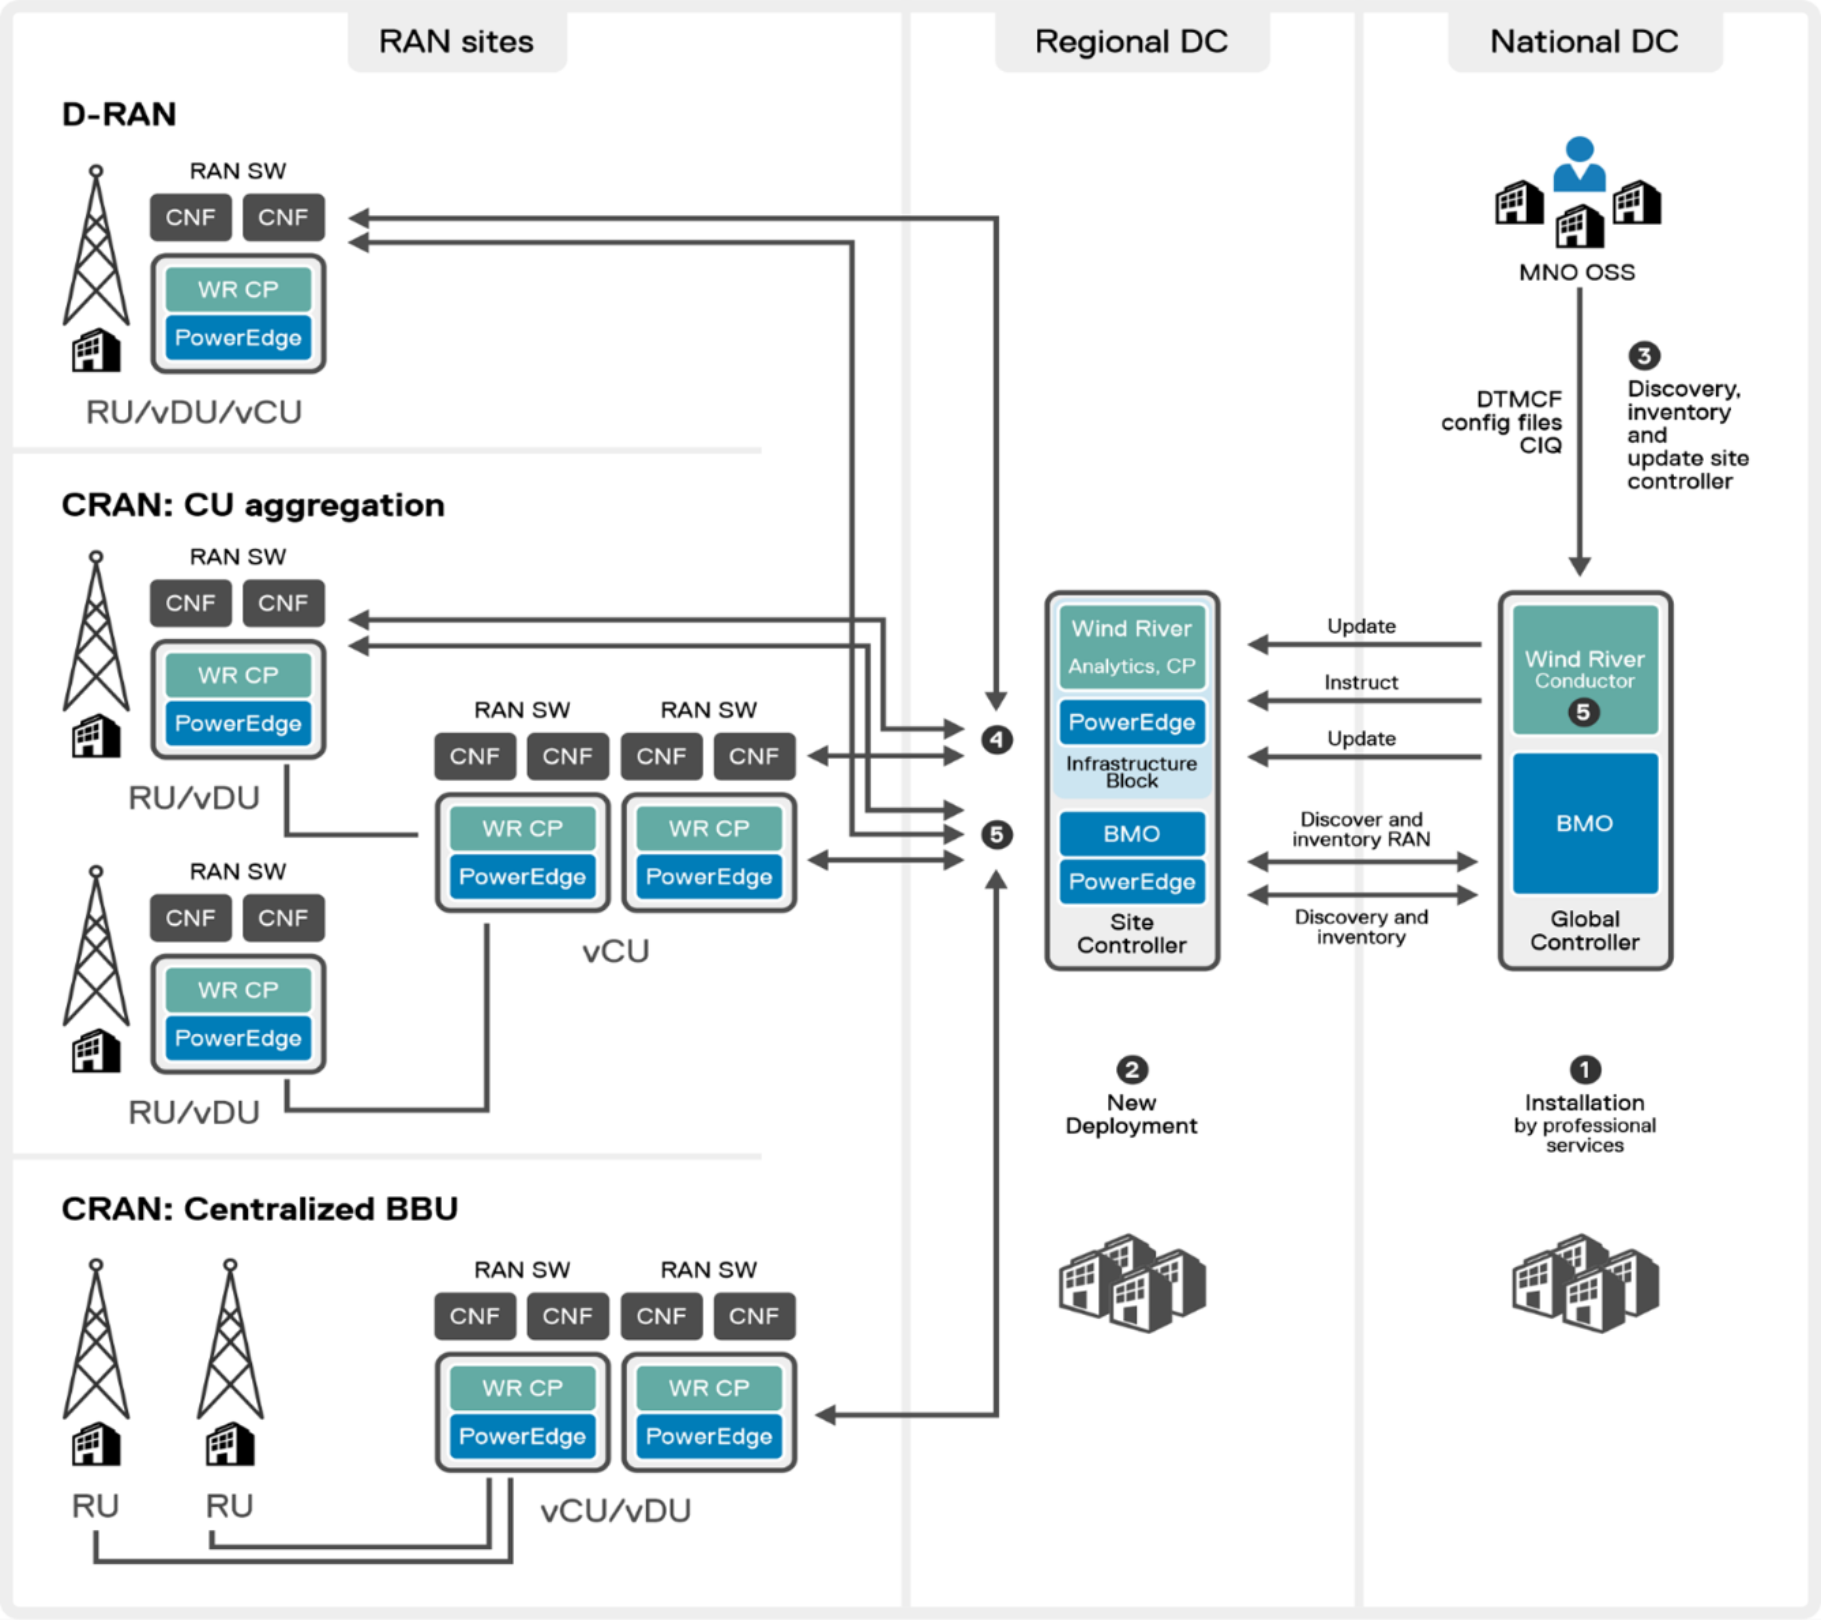 RAN sites
Regional DC
National DC
D-RAN
RAN SW
CNF CNF
WR CP
PowerEdge
RU/vDU/vCU
CRAN: CU aggregation
RAN SW
CNF CNF
WR CP
PowerEdge
RU/vDU
RAN SW
CNF CNF
WR CP
PowerEdge
RU/vDU
RAN SW RAN SW
CNF CNF CNF CNF
WR CP WR CP
PowerEdge PowerEdge
vCU
CRAN: Centralized BBU
RU RU
RAN SW RAN SW
CNF CNF CNF CNF
WR CP WR CP
PowerEdge PowerEdge
vCU/vDU
4
5
Wind River
Analytics, CP
PowerEdge
Infrastructure
Block
BMO
PowerEdge
Site
Controller
2
New
Deployment
Update
Instruct
Update
Discover and
inventory RAN
Discovery and
inventory
MNO OSS
DTMCF
config files
CIQ
3
Discovery,
inventory
and
update site
controller
Wind River
Conductor
5
BMO
Global
Controller
1
Installation
by professional
services